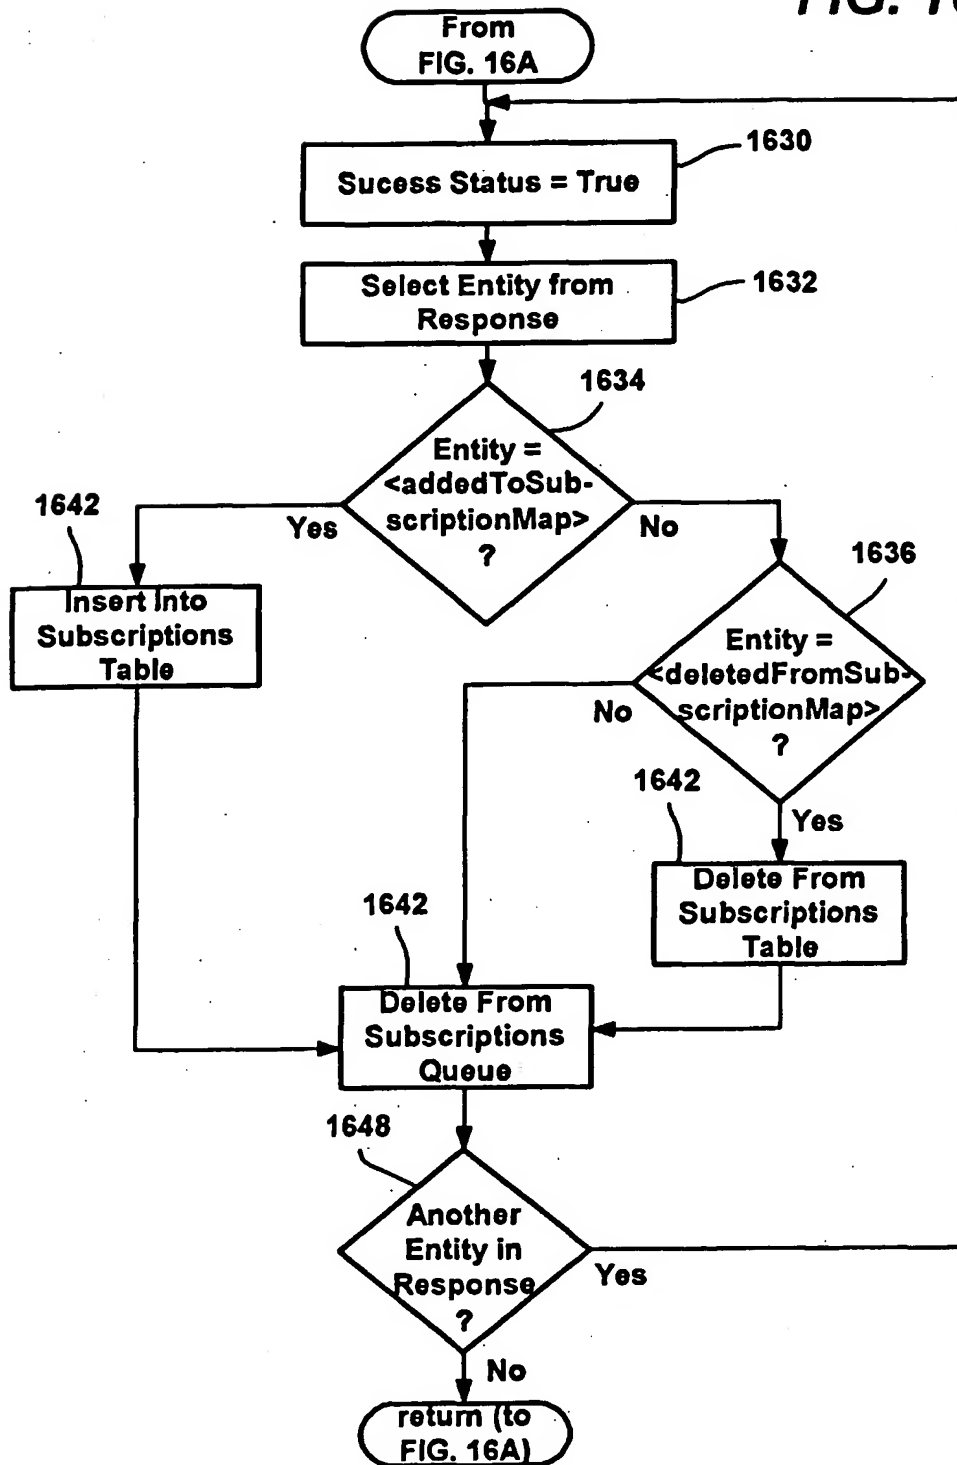 FIG. 16
From
FIG. 16A
1630
Sucess Status = True
Select Entity from
Response
1632
1634
Entity =
<addedToSub-
scriptionMap>
?
Yes
No
1642
Insert Into
Subscriptions
Table
1636
Entity =
<deletedFromSub-
scriptionMap>
?
No
Yes
1642
Delete From
Subscriptions
Table
1642
Delete From
Subscriptions
Queue
1648
Another
Entity in
Response
?
Yes
No
return (to
FIG. 16A)